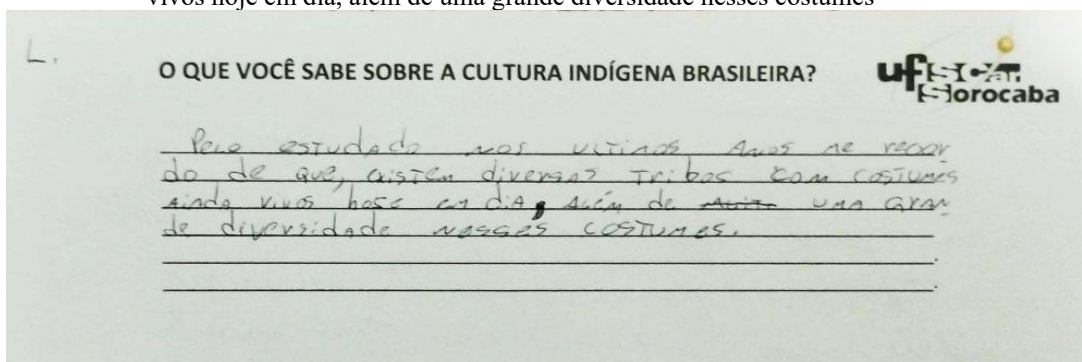 vivos hoje em dia, além de uma grande diversidade nesses costumes
L.
O QUE VOCÊ SABE SOBRE A CULTURA INDÍGENA BRASILEIRA?
ufscar
Sorocaba
Pelo estudado nos ultimos Anos me recor
do de que, existem diversas Tribos com costumes
Ainda vivos hose em diA, Além de UMA GrAn
de diversidade nesses costumes.